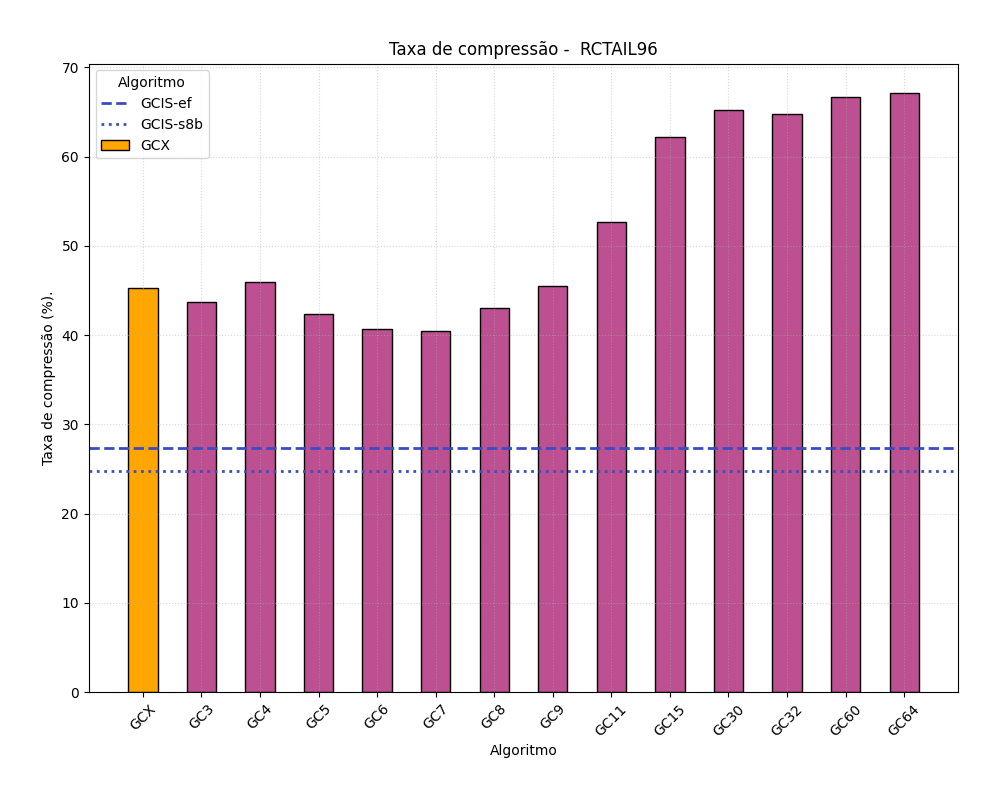 Taxa de compressão -  RCTAIL96
Algoritmo
GCIS-ef
GCIS-s8b
GCX
Taxa de compressão (%).
70
60
50
40
30
20
10
0
GCX
GC3
GC4
GC5
GC6
GC7
GC8
GC9
GC11
GC15
GC30
GC32
GC60
GC64
Algoritmo